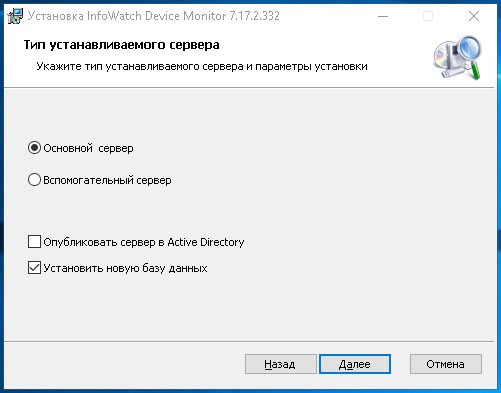 Установка InfoWatch Device Monitor 7.17.2.332
Тип устанавливаемого сервера
Укажите тип устанавливаемого сервера и параметры установки
Основной сервер
Вспомогательный сервер
Опубликовать сервер в Active Directory
Установить новую базу данных
Назад
Далее
Отмена